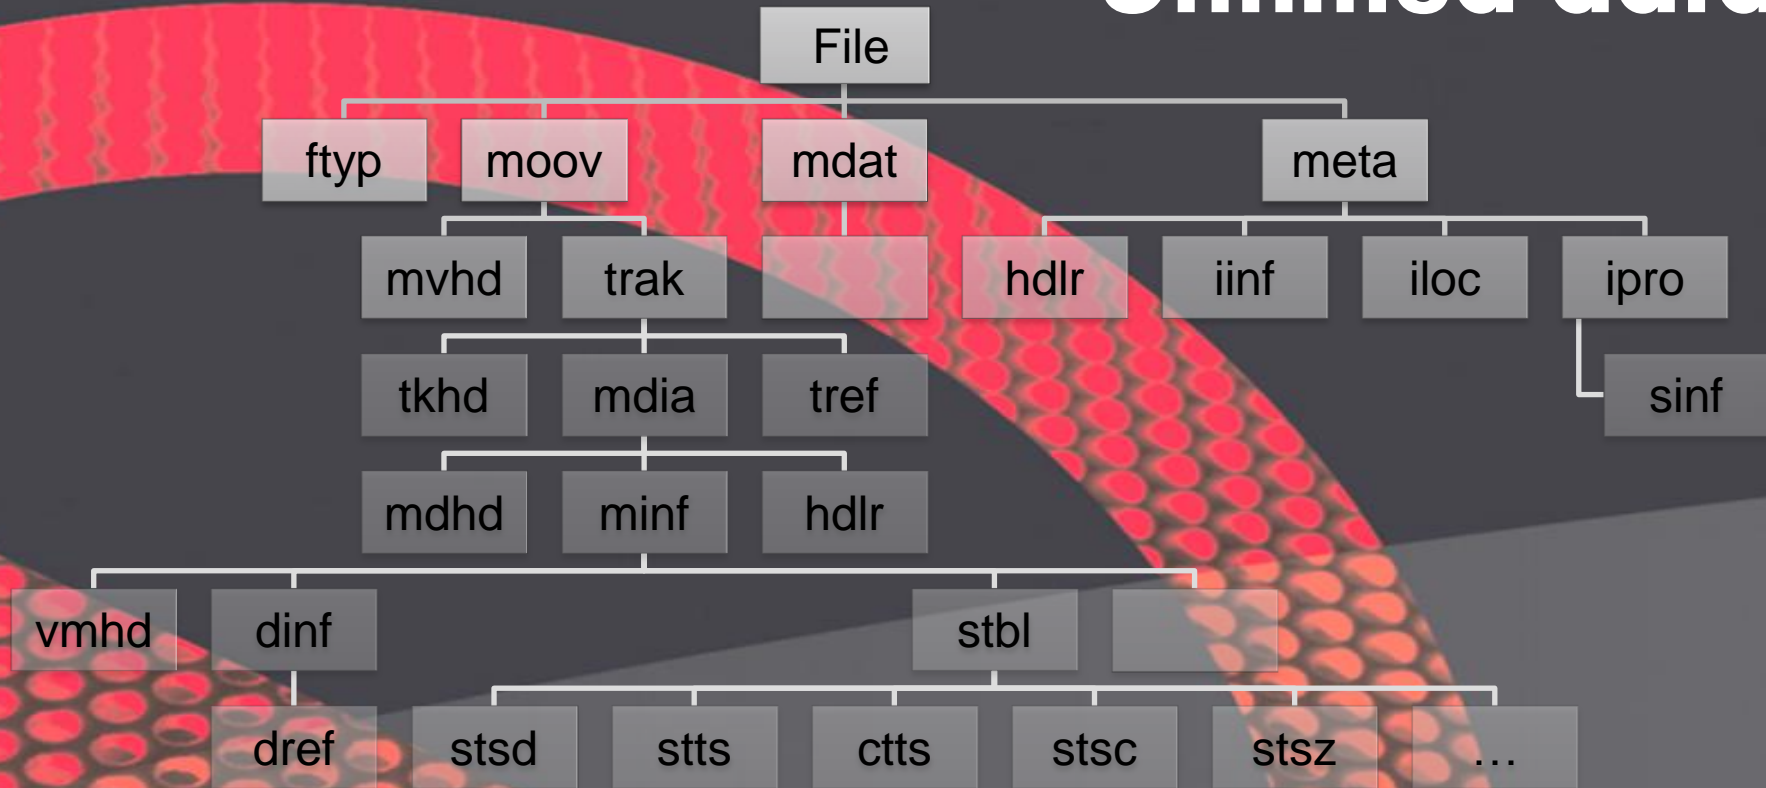 File
ftyp moov mdat meta
mvhd trak hdlr iinf iloc ipro
tkhd mdia tref sinf
mdhd minf hdlr
vmhd dinf stbl
dref stsd stts ctts stsc stsz …